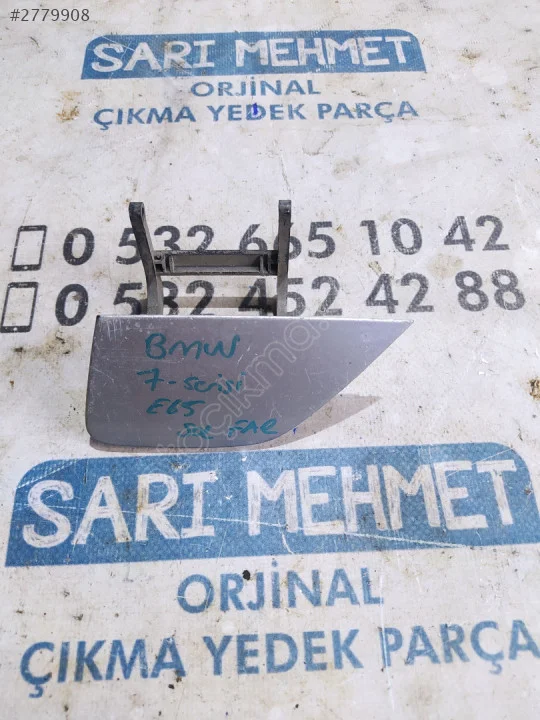 #2779908
SARI MEHMET
ORJİNAL
ÇIKMA YEDEK PARÇA
0 532 665 10 42
0 532 452 42 88
BMW
7-serisi
E65
FAR
SARI MEHMET
ORJİNAL
ÇIKMA YEDEK PARÇA